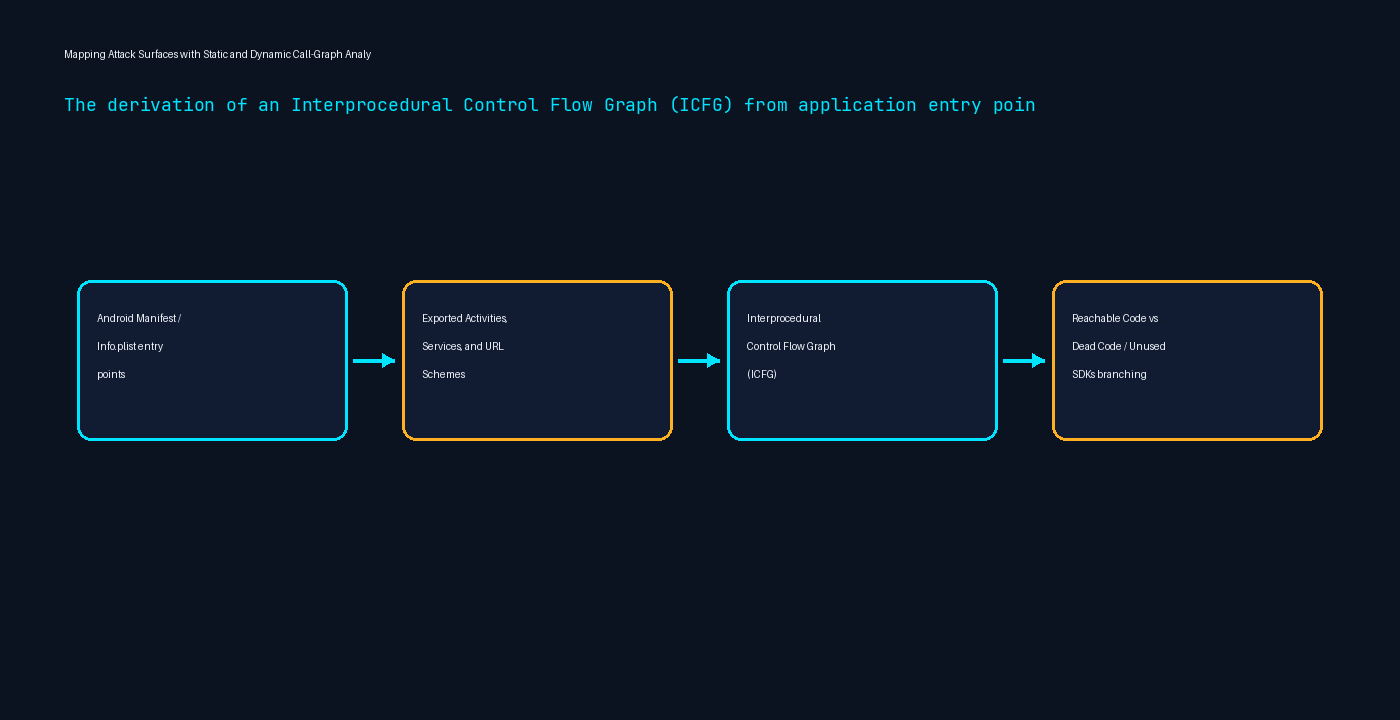 Mapping Attack Surfaces with Static and Dynamic Call-Graph Analy
The derivation of an Interprocedural Control Flow Graph (ICFG) from application entry poin
Android Manifest /
Info.plist entry
points
Exported Activities,
Services, and URL
Schemes
Interprocedural
Control Flow Graph
(ICFG)
Reachable Code vs
Dead Code / Unused
SDKs branching